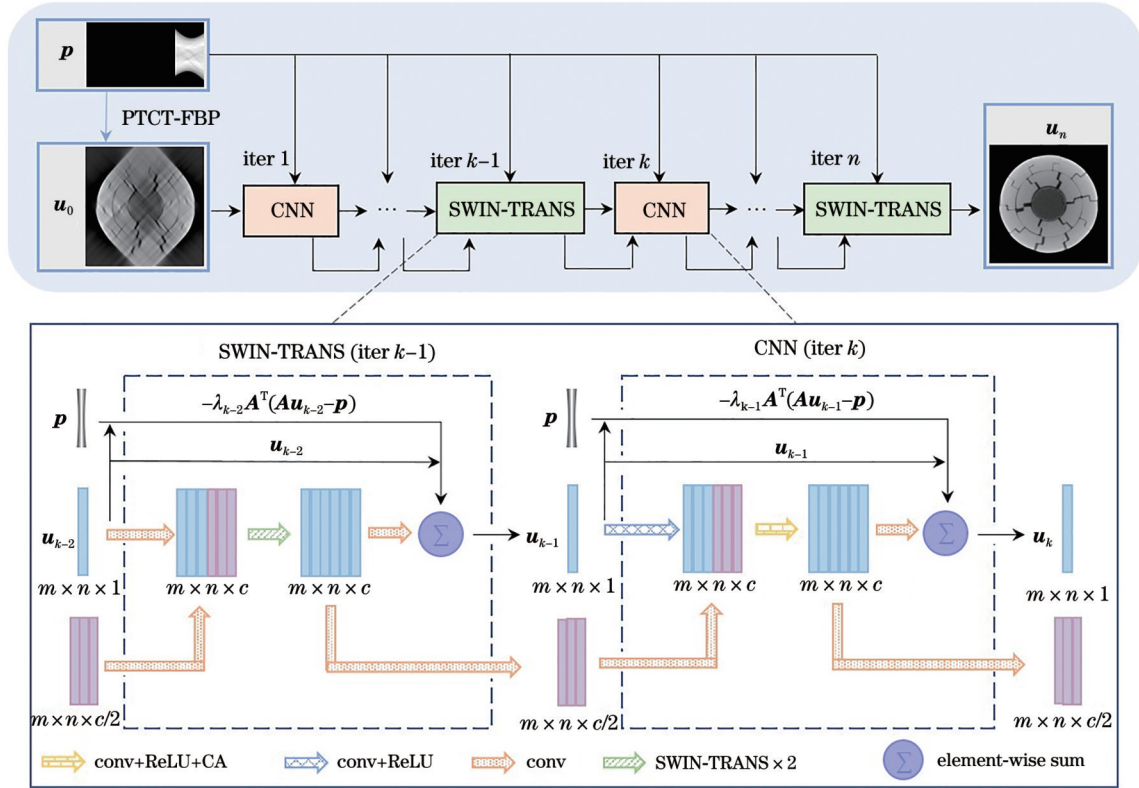 p
PTCT-FBP
u₀
iter 1
iter k−1
iter k
iter n
uₙ
CNN
···
SWIN-TRANS
CNN
···
SWIN-TRANS
SWIN-TRANS (iter k−1)
CNN (iter k)
p
−λₖ₋₂Aᵀ(Auₖ₋₂−p)
uₖ₋₂
p
−λₖ₋₁Aᵀ(Auₖ₋₁−p)
uₖ₋₁
uₖ₋₂
Σ
uₖ₋₁
Σ
uₖ
m×n×1
m×n×c
m×n×c
m×n×1
m×n×c
m×n×c
m×n×1
m×n×c/2
m×n×c/2
m×n×c/2
conv+ReLU+CA
conv+ReLU
conv
SWIN-TRANS×2
Σ
element-wise sum